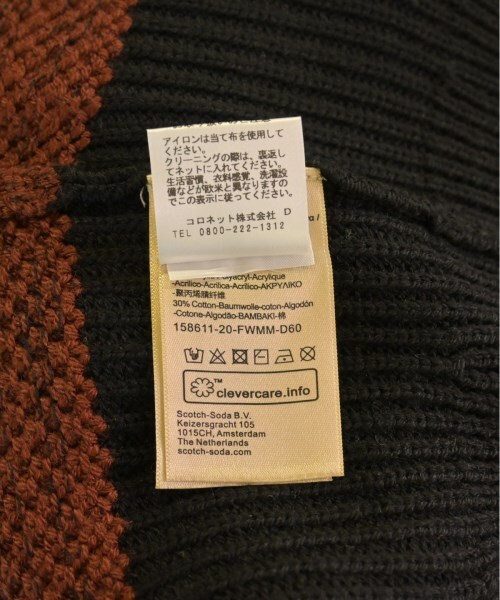 アイロンは当て布を使用して
ください。
クリーニングの際は、裏返し
てネットに入れてください。
生活習慣、衣料感覚、洗濯設
備などが欧米と異なりますの
でこの表示に従ってください。
コロネット株式会社 D
TEL 0800-222-1312
-Acrílico-Acrilico-Acrílico-ΑΚΡΥΛΙΚΟ
-聚丙烯腈纤维
30% Cotton-Baumwolle-coton-Algodón
-Cotone-Algodão-BAMBAKI-棉
158611-20-FWMM-D60
TM
clevercare.info
Scotch-Soda B.V.
Keizersgracht 105
1015CH, Amsterdam
The Netherlands
scotch-soda.com